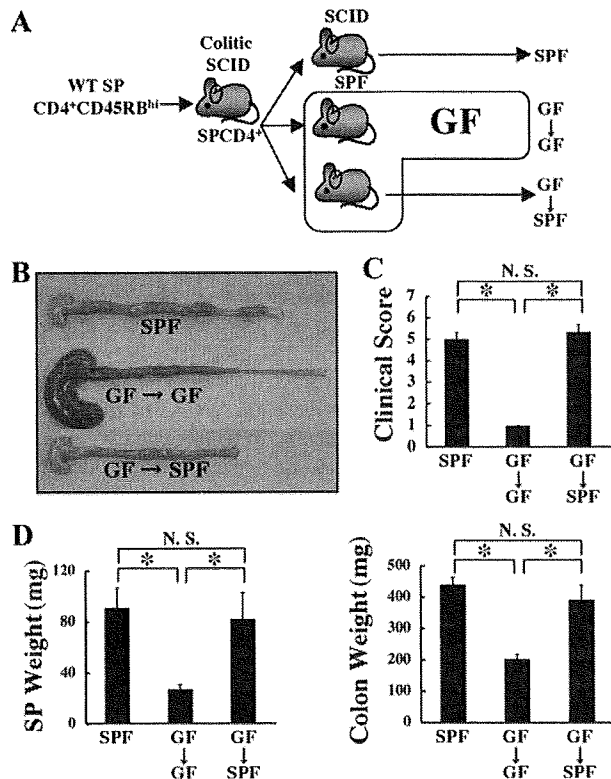 A
Colitic
SCID
WT SP
CD4⁺CD45RBʰⁱ
SPCD4⁺
SCID
SPF
GF
SPF
GF
↓
GF
GF
↓
SPF
B
SPF
GF → GF
GF → SPF
C
N. S.
* *
Clinical Score
7
6
5
4
3
2
1
0
SPF GF GF
↓ ↓
GF SPF
D
N. S.
* *
SP Weight (mg)
120
80
40
0
SPF GF GF
↓ ↓
GF SPF
N. S.
* *
Colon Weight (mg)
500
400
300
200
100
0
SPF GF GF
↓ ↓
GF SPF